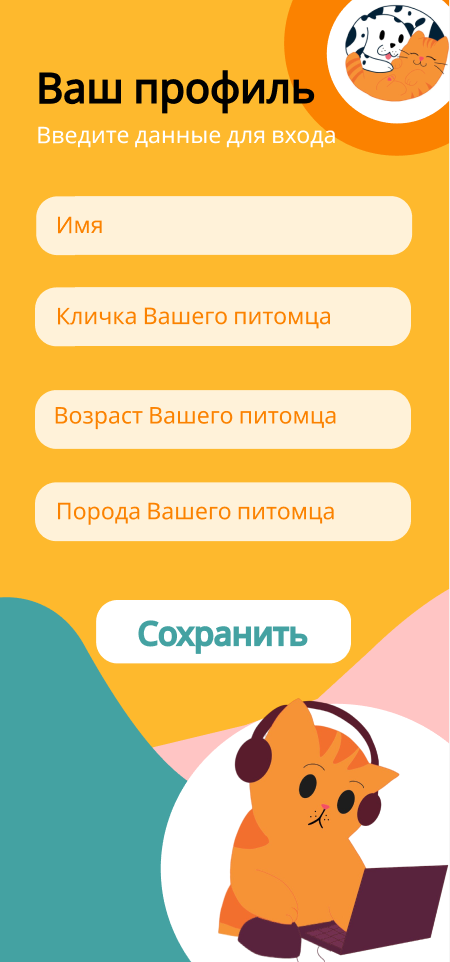 Ваш профиль
Введите данные для входа
Имя
Кличка Вашего питомца
Возраст Вашего питомца
Порода Вашего питомца
Сохранить